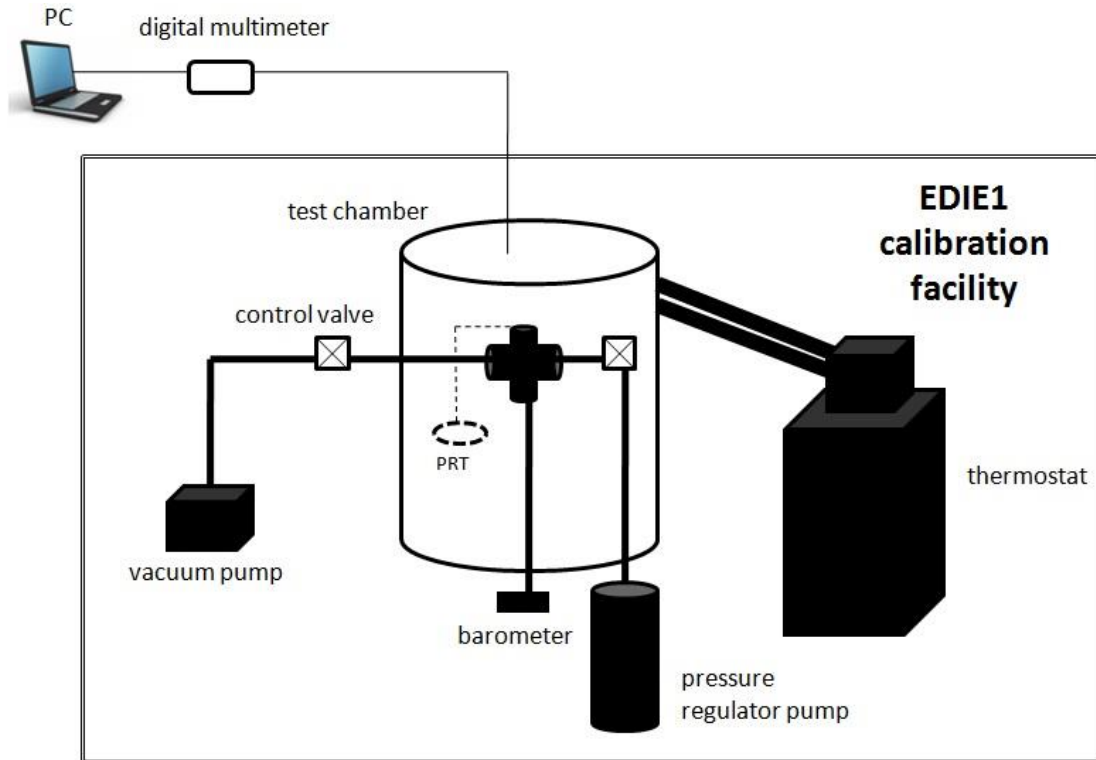 PC
digital multimeter
EDIE1
calibration
facility
test chamber
control valve
PRT
thermostat
vacuum pump
barometer
pressure
regulator pump